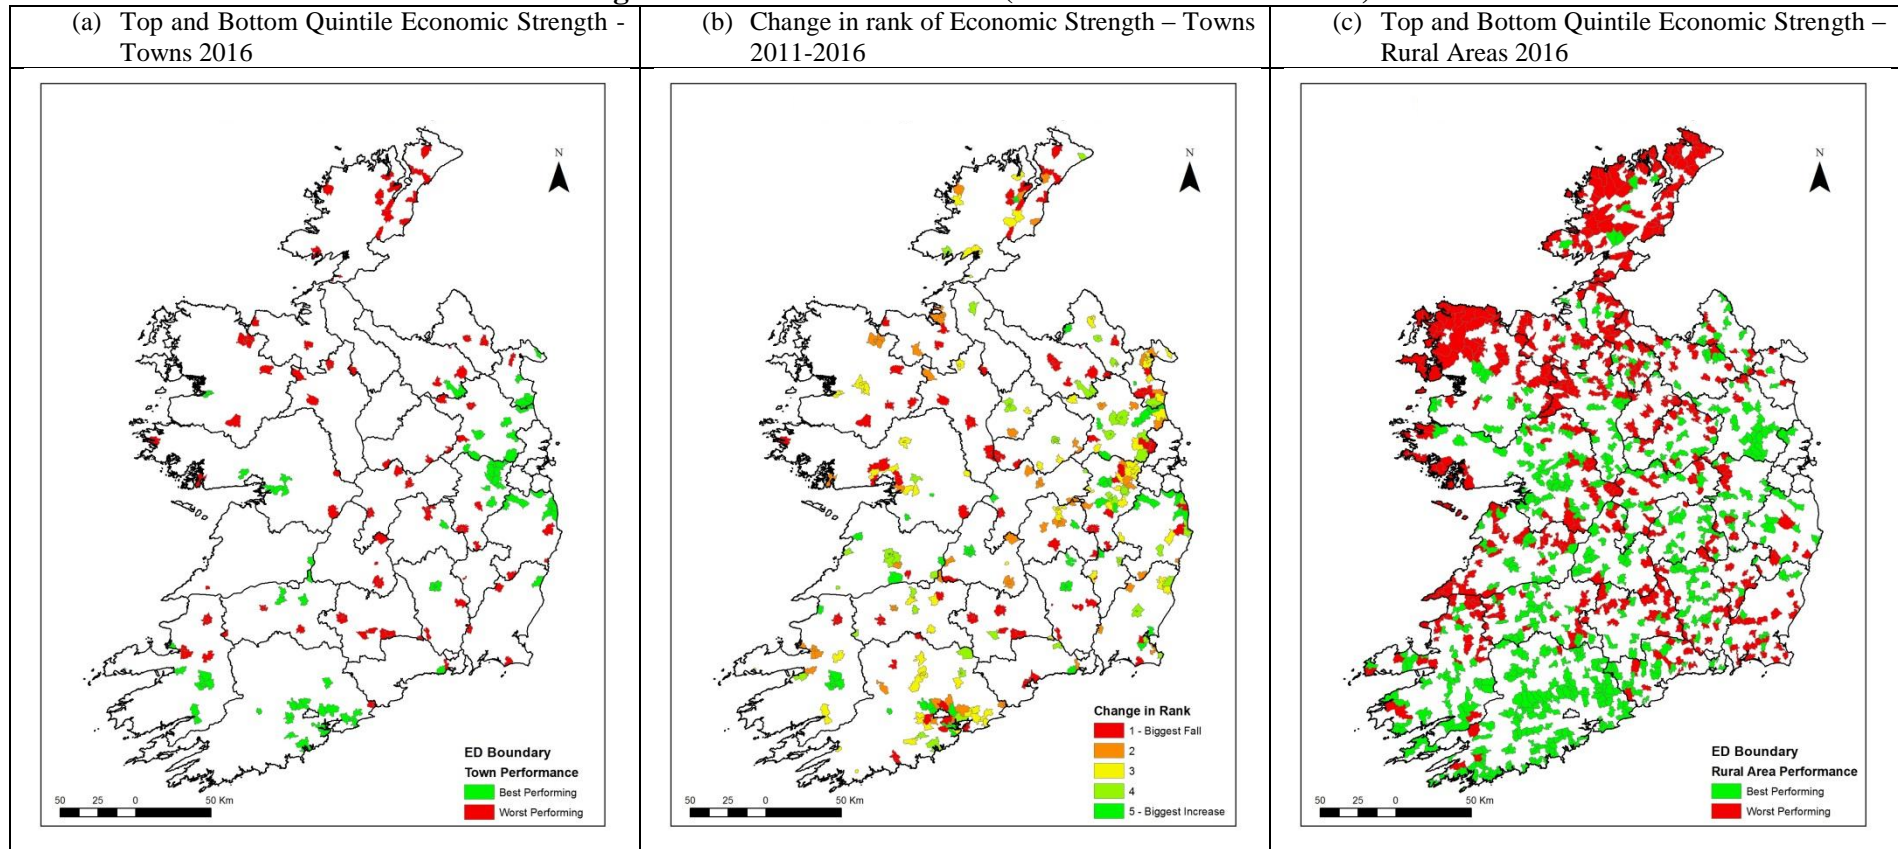 (a) Top and Bottom Quintile Economic Strength -
Towns 2016
(b) Change in rank of Economic Strength – Towns
2011-2016
(c) Top and Bottom Quintile Economic Strength –
Rural Areas 2016
N
ED Boundary
Town Performance
Best Performing
Worst Performing
50 25 0 50 Km
N
Change in Rank
1 - Biggest Fall
2
3
4
5 - Biggest Increase
50 25 0 50 Km
N
ED Boundary
Rural Area Performance
Best Performing
Worst Performing
50 25 0 50 Km